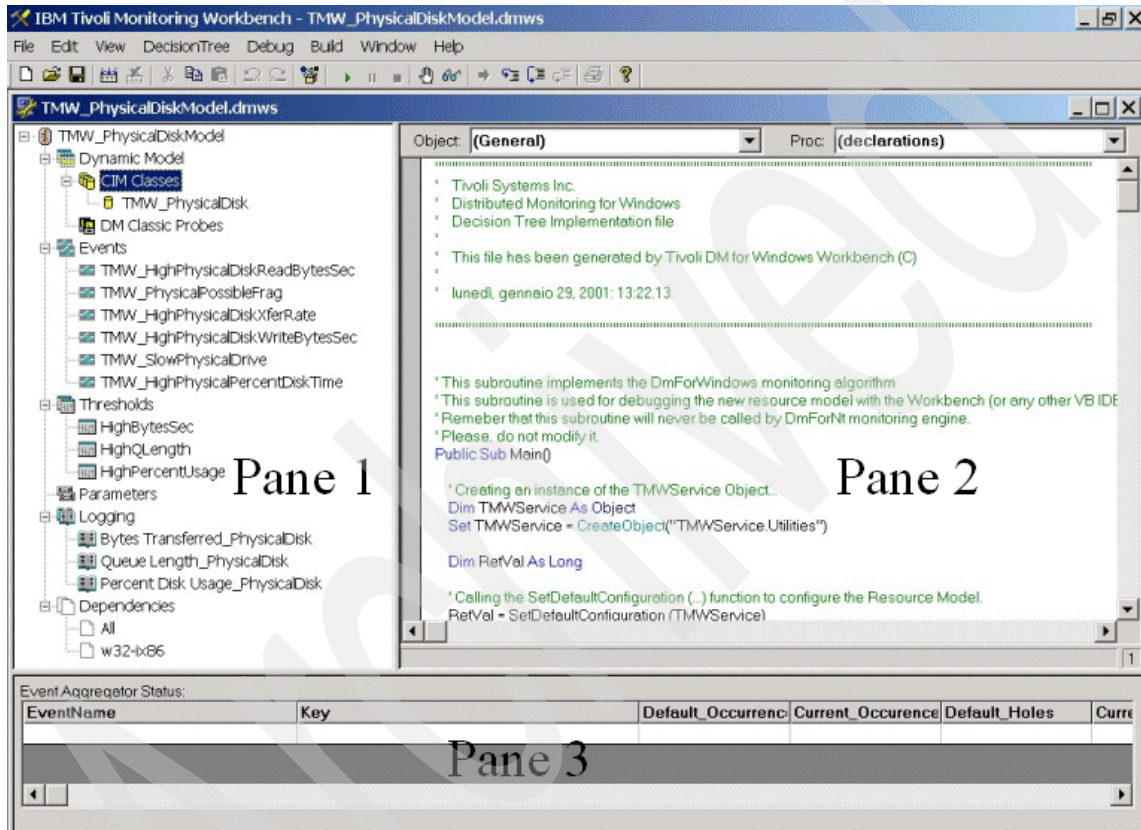 IBM Tivoli Monitoring Workbench - TMW_PhysicalDiskModel.dmws
File Edit View DecisionTree Debug Build Window Help
TMW_PhysicalDiskModel.dmws
TMW_PhysicalDiskModel
Dynamic Model
CIM Classes
TMW_PhysicalDisk
DM Classic Probes
Events
TMW_HighPhysicalDiskReadBytesSec
TMW_PhysicalPossibleFrag
TMW_HighPhysicalDiskXferRate
TMW_HighPhysicalDiskWriteBytesSec
TMW_SlowPhysicalDrive
TMW_HighPhysicalPercentDiskTime
Thresholds
HighBytesSec
HighQLength
HighPercentUsage
Parameters
Logging
Bytes Transferred_PhysicalDisk
Queue Length_PhysicalDisk
Percent Disk Usage_PhysicalDisk
Dependencies
All
w32-ix86
Pane 1
Object: (General) Proc: (declarations)
' Tivoli Systems Inc.
' Distributed Monitoring for Windows
' Decision Tree Implementation file
'
' This file has been generated by Tivoli DM for Windows Workbench (C)
'
' lunedì, gennaio 29, 2001: 13.22.13
' This subroutine implements the DmForWindows monitoring algorithm
' This subroutine is used for debugging the new resource model with the Workbench (or any other VB IDE
' Remeber that this subroutine will never be called by DmForNt monitoring engine.
' Please, do not modify it.
Public Sub Main()
' Creating an instance of the TMWService Object...
Dim TMWService As Object
Set TMWService = CreateObject("TMWService.Utilities")
Dim RetVal As Long
' Calling the SetDefaultConfiguration (...) function to configure the Resource Model.
RetVal = SetDefaultConfiguration (TMWService)
Pane 2
1
Event Aggregator Status:
EventName Key Default_Occurrenc Current_Occurence Default_Holes Curre
Pane 3
Archived